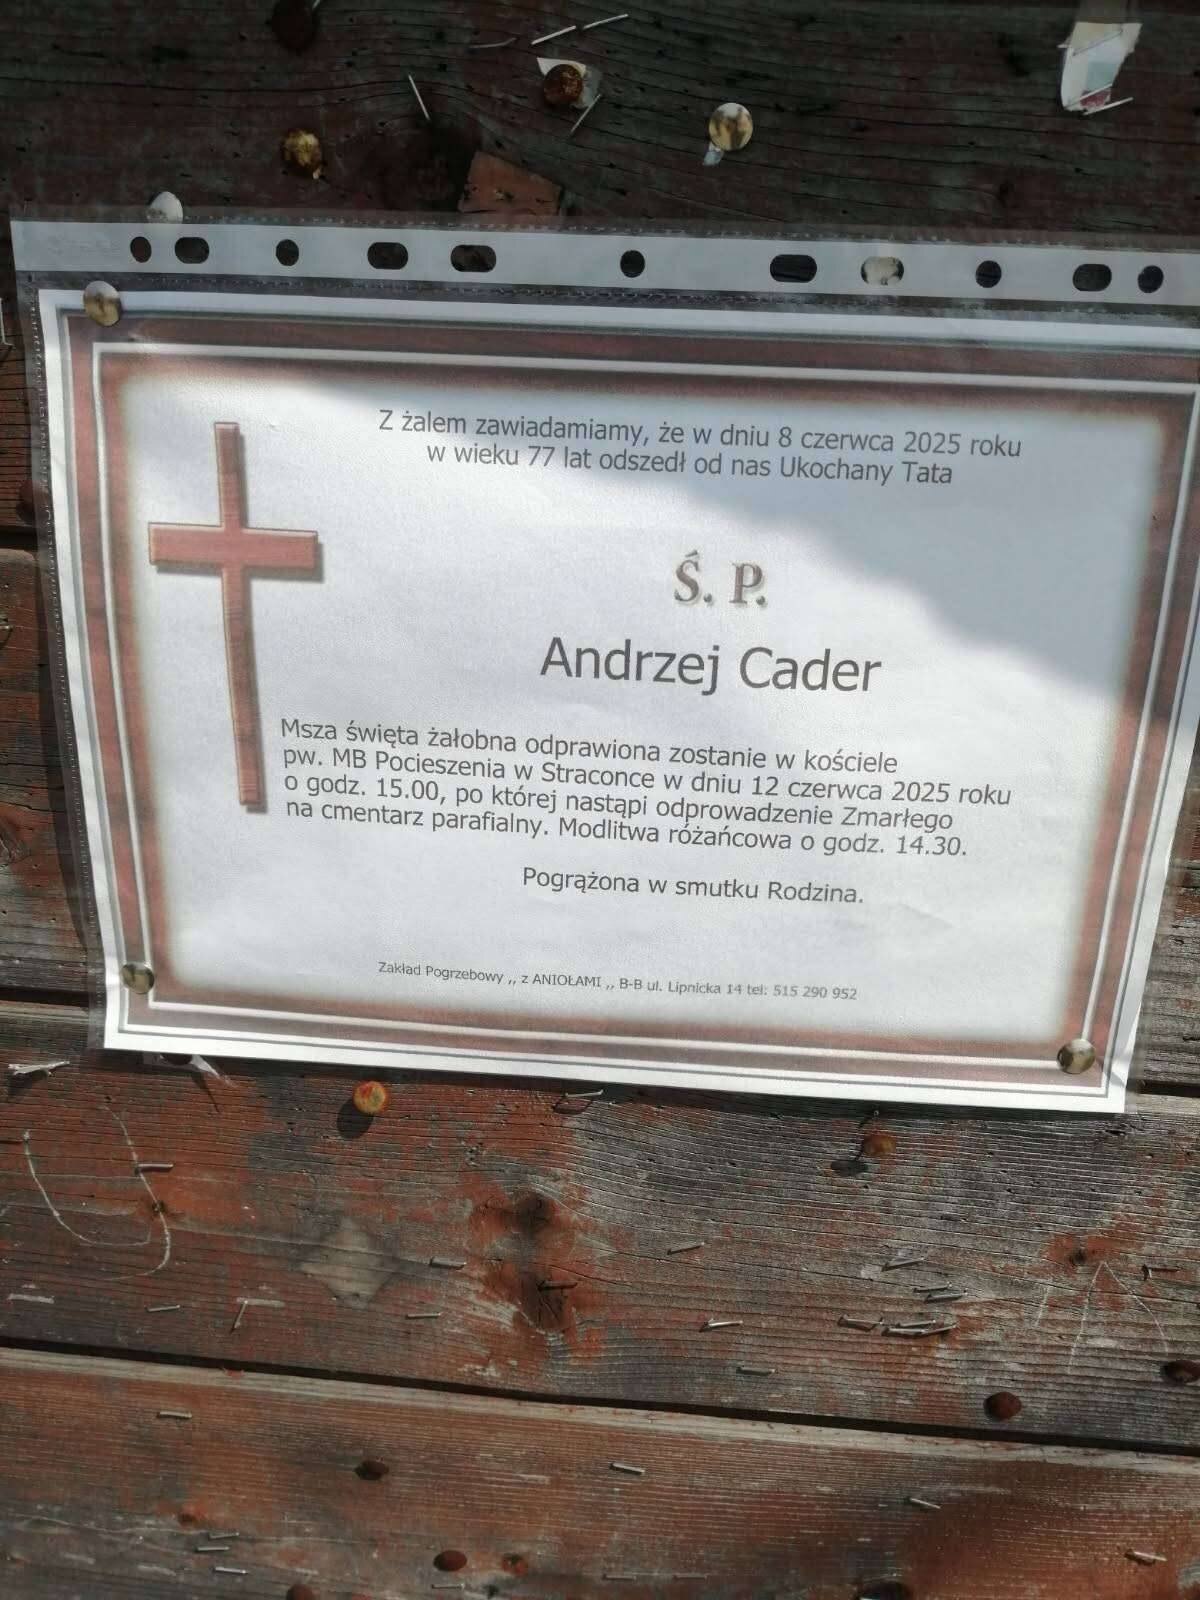 Z żalem zawiadamiamy, że w dniu 8 czerwca 2025 roku
w wieku 77 lat odszedł od nas Ukochany Tata
Ś. P.
Andrzej Cader
Msza święta żałobna odprawiona zostanie w kościele
pw. MB Pocieszenia w Straconce w dniu 12 czerwca 2025 roku
o godz. 15.00, po której nastąpi odprowadzenie Zmarłego
na cmentarz parafialny. Modlitwa różańcowa o godz. 14.30.
Pogrążona w smutku Rodzina.
Zakład Pogrzebowy ,, z ANIOŁAMI ,, B-B ul. Lipnicka 14 tel: 515 290 952